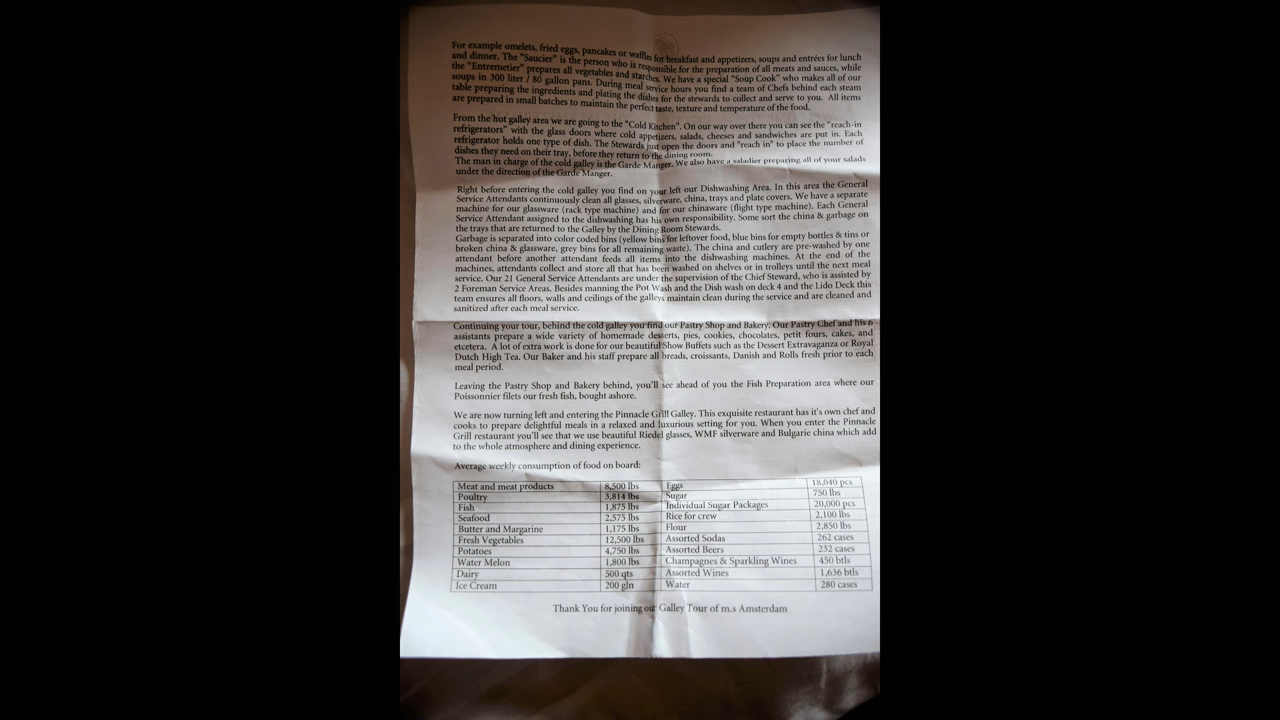 For example omelets, fried eggs, pancakes or waffles for breakfast and appetizers, soups and entrées for lunch
and dinner. The "Saucier" is the person who is responsible for the preparation of all meats and sauces, while
the "Entremetier" prepares all vegetables and starches. We have a special "Soup Cook" who makes all of our
soups in 300 liter / 80 gallon pans. During meal service hours you find a team of Chefs behind each steam
table preparing the ingredients and plating the dishes for the stewards to collect and serve to you. All items
are prepared in small batches to maintain the perfect taste, texture and temperature of the food.
From the hot galley area we are going to the "Cold Kitchen". On our way over there you can see the "reach-in
refrigerators" with the glass doors where cold appetizers, salads, cheeses and sandwiches are put in. Each
refrigerator holds one type of dish. The Stewards just open the doors and "reach in" to place the number of
dishes they need on their tray, before they return to the dining room.
The man in charge of the cold galley is the Garde Manger. We also have a saladier preparing all of your salads
under the direction of the Garde Manger.
Right before entering the cold galley you find on your left our Dishwashing Area. In this area the General
Service Attendants continuously clean all glasses, silverware, china, trays and plate covers. We have a separate
machine for our glassware (rack type machine) and for our chinaware (flight type machine). Each General
Service Attendant assigned to the dishwashing has his own responsibility. Some sort the china & garbage on
the trays that are returned to the Galley by the Dining Room Stewards.
Garbage is separated into color coded bins (yellow bins for leftover food, blue bins for empty bottles & tins or
broken china & glassware, grey bins for all remaining waste). The china and cutlery are pre-washed by one
attendant before another attendant feeds all items into the dishwashing machines. At the end of the
machines, attendants collect and store all that has been washed on shelves or in trolleys until the next meal
service. Our 21 General Service Attendants are under the supervision of the Chief Steward, who is assisted by
2 Foreman Service Areas. Besides manning the Pot Wash and the Dish wash on deck 4 and the Lido Deck this
team ensures all floors, walls and ceilings of the galleys maintain clean during the service and are cleaned and
sanitized after each meal service.
Continuing your tour, behind the cold galley you find our Pastry Shop and Bakery. Our Pastry Chef and his 6
assistants prepare a wide variety of homemade desserts, pies, cookies, chocolates, petit fours, cakes, and
etcetera. A lot of extra work is done for our beautiful Show Buffets such as the Dessert Extravaganza or Royal
Dutch High Tea. Our Baker and his staff prepare all breads, croissants, Danish and Rolls fresh prior to each
meal period.
Leaving the Pastry Shop and Bakery behind, you'll see ahead of you the Fish Preparation area where our
Poissonnier filets our fresh fish, bought ashore.
We are now turning left and entering the Pinnacle Grill Galley. This exquisite restaurant has it's own chef and
cooks to prepare delightful meals in a relaxed and luxurious setting for you. When you enter the Pinnacle
Grill restaurant you'll see that we use beautiful Riedel glasses, WMF silverware and Bulgarie china which add
to the whole atmosphere and dining experience.
Average weekly consumption of food on board:
Meat and meat products 8,500 lbs Eggs 18,040 pcs
Poultry 3,814 lbs Sugar 750 lbs
Fish 1,875 lbs Individual Sugar Packages 20,000 pcs
Seafood 2,575 lbs Rice for crew 2,100 lbs
Butter and Margarine 1,175 lbs Flour 2,850 lbs
Fresh Vegetables 12,500 lbs Assorted Sodas 262 cases
Potatoes 4,750 lbs Assorted Beers 232 cases
Water Melon 1,800 lbs Champagnes & Sparkling Wines 450 btls
Dairy 500 qts Assorted Wines 1,636 btls
Ice Cream 200 gln Water 280 cases
Thank You for joining our Galley Tour of m.s Amsterdam